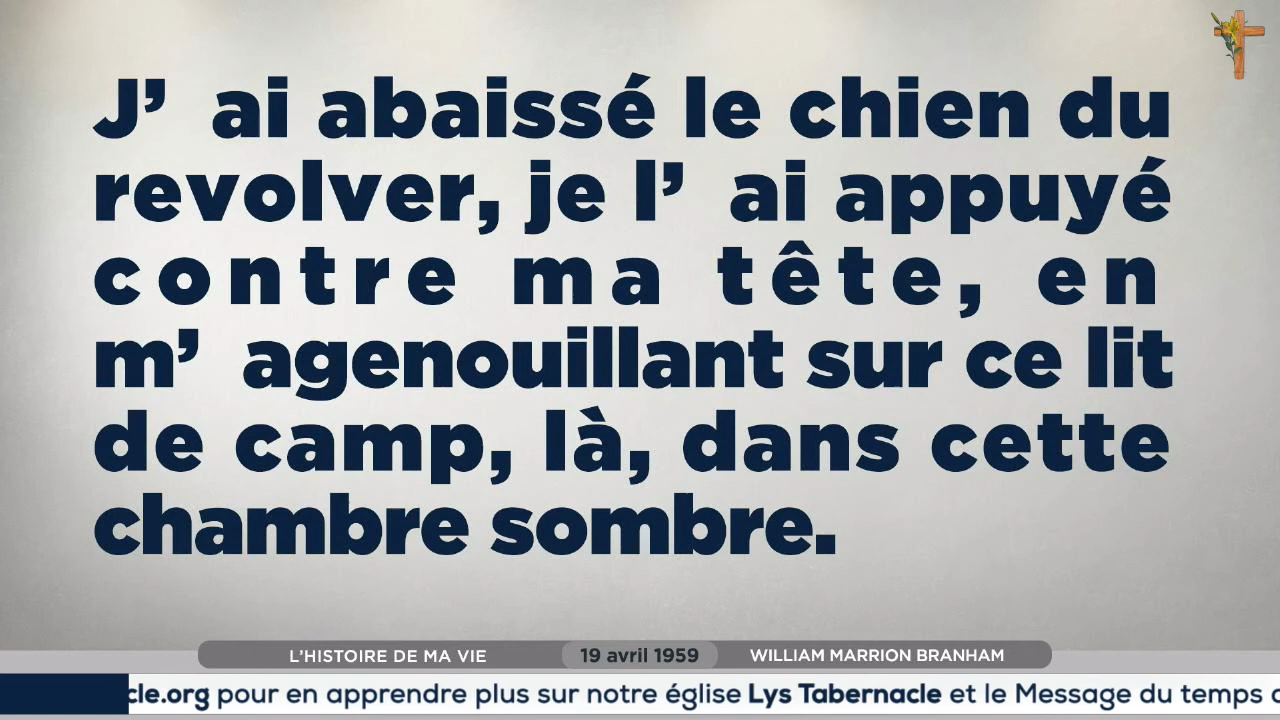 J’ ai abaissé le chien du
revolver, je l’ ai appuyé
contre ma tête, en
m’ agenouillant sur ce lit
de camp, là, dans cette
chambre sombre.
L’HISTOIRE DE MA VIE 19 avril 1959 WILLIAM MARRION BRANHAM
cle.org pour en apprendre plus sur notre église Lys Tabernacle et le Message du temps